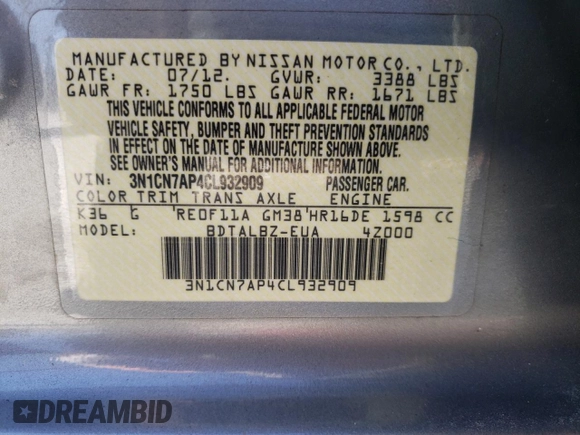 MANUFACTURED BY NISSAN MOTOR CO., LTD.
DATE: 07/12. GVWR: 3388 LBS
GAWR FR: 1750 LBS GAWR RR: 1671 LBS
THIS VEHICLE CONFORMS TO ALL APPLICABLE FEDERAL MOTOR
VEHICLE SAFETY, BUMPER AND THEFT PREVENTION STANDARDS
IN EFFECT ON THE DATE OF MANUFACTURE SHOWN ABOVE.
SEE OWNER'S MANUAL FOR ADDITIONAL INFORMATION.
VIN: 3N1CN7AP4CL932909 PASSENGER CAR.
COLOR TRIM TRANS AXLE ENGINE
K36 G RE0F11A GM38 HR16DE 1598 CC
MODEL: BDTALBZ-EUA 4Z000
3N1CN7AP4CL932909
DREAMBID